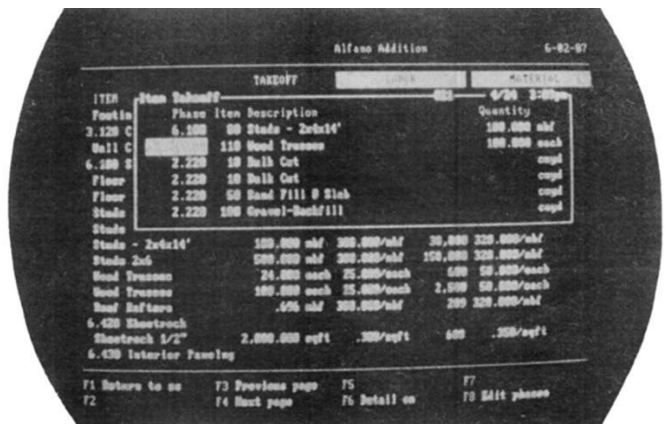 Alfano Addition 6-02-87
TAKEOFF LABOR MATERIAL
ITEM Item Takeoff 4/24
Footin Phase Item Description Quantity
3.120 C 6.100 80 Studs - 2x4x14' 100.000 mbf
Wall C 110 Wood Trusses 100.000 each
6.100 S 2.220 10 Bulk Cut cuyd
Floor 2.220 10 Bulk Cut cuyd
Floor 2.220 50 Sand Fill @ Slab cuyd
Studs 2.220 100 Gravel-Backfill cuyd
Studs
Studs - 2x4x14' 100.000 mbf 300.000/mbf 30,000 320.000/mbf
Studs 2x6 500.000 mbf 300.000/mbf 150,000 320.000/mbf
Wood Trusses 24.000 each 25.000/each 600 50.000/each
Wood Trusses 100.000 each 25.000/each 2,500 50.000/each
Roof Rafters .696 mbf 300.000/mbf 209 320.000/mbf
6.420 Sheetrock
Sheetrock 1/2" 2,000.000 sqft .300/sqft 600 .350/sqft
6.430 Interior Paneling
F1 Return to se F3 Previous page F5 F7
F2 F4 Next page F6 Detail on F8 Edit phases